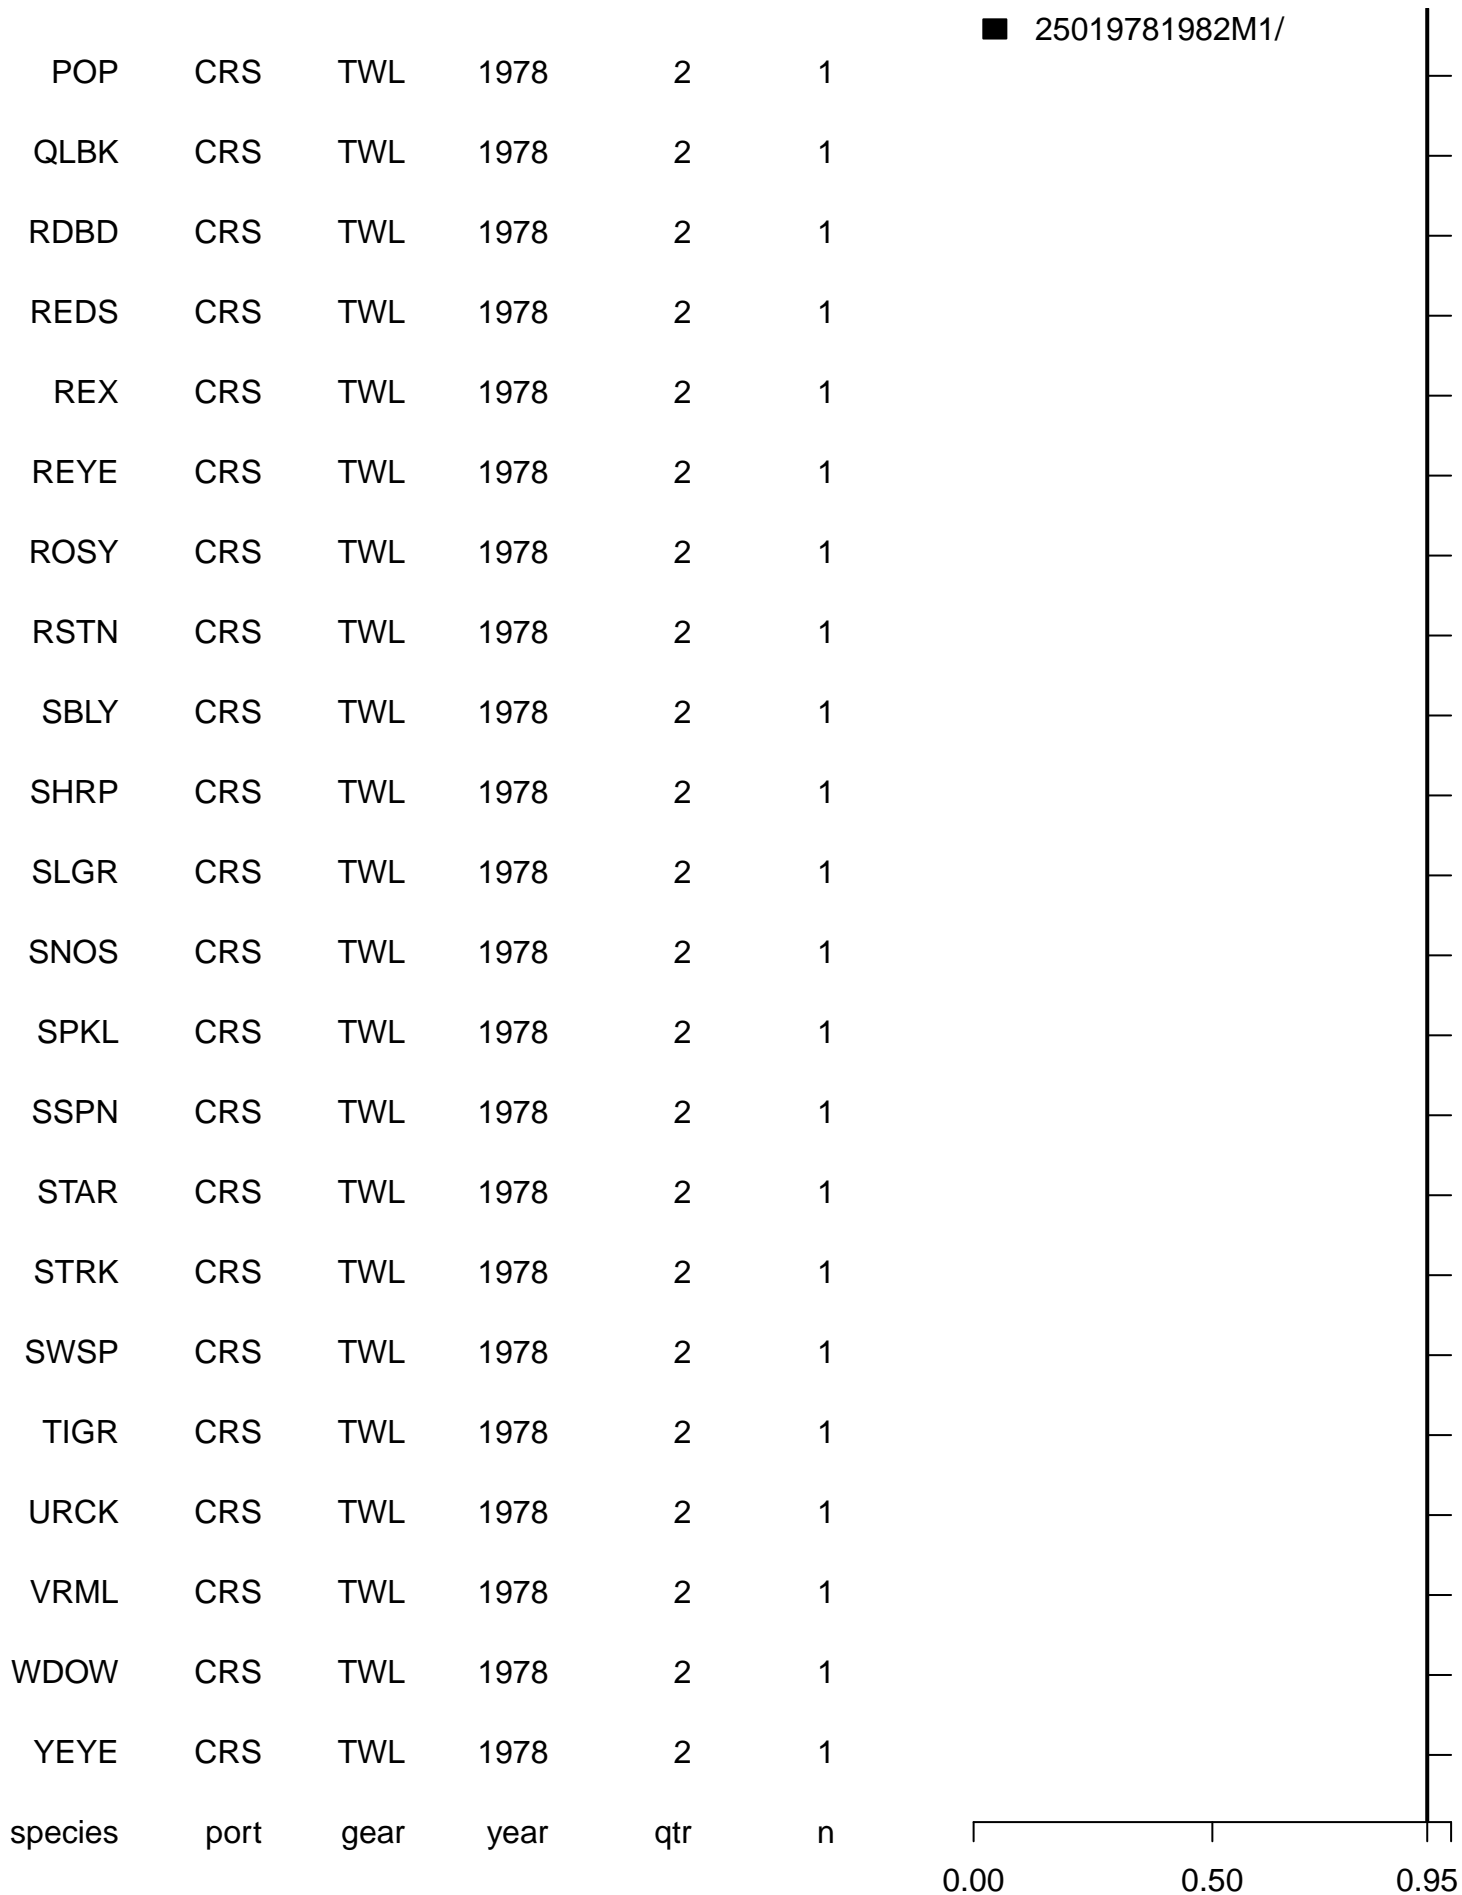 25019781982M1/
POP CRS TWL 1978 2 1
QLBK CRS TWL 1978 2 1
RDBD CRS TWL 1978 2 1
REDS CRS TWL 1978 2 1
REX CRS TWL 1978 2 1
REYE CRS TWL 1978 2 1
ROSY CRS TWL 1978 2 1
RSTN CRS TWL 1978 2 1
SBLY CRS TWL 1978 2 1
SHRP CRS TWL 1978 2 1
SLGR CRS TWL 1978 2 1
SNOS CRS TWL 1978 2 1
SPKL CRS TWL 1978 2 1
SSPN CRS TWL 1978 2 1
STAR CRS TWL 1978 2 1
STRK CRS TWL 1978 2 1
SWSP CRS TWL 1978 2 1
TIGR CRS TWL 1978 2 1
URCK CRS TWL 1978 2 1
VRML CRS TWL 1978 2 1
WDOW CRS TWL 1978 2 1
YEYE CRS TWL 1978 2 1
species port gear year qtr n
0.00 0.50 0.95